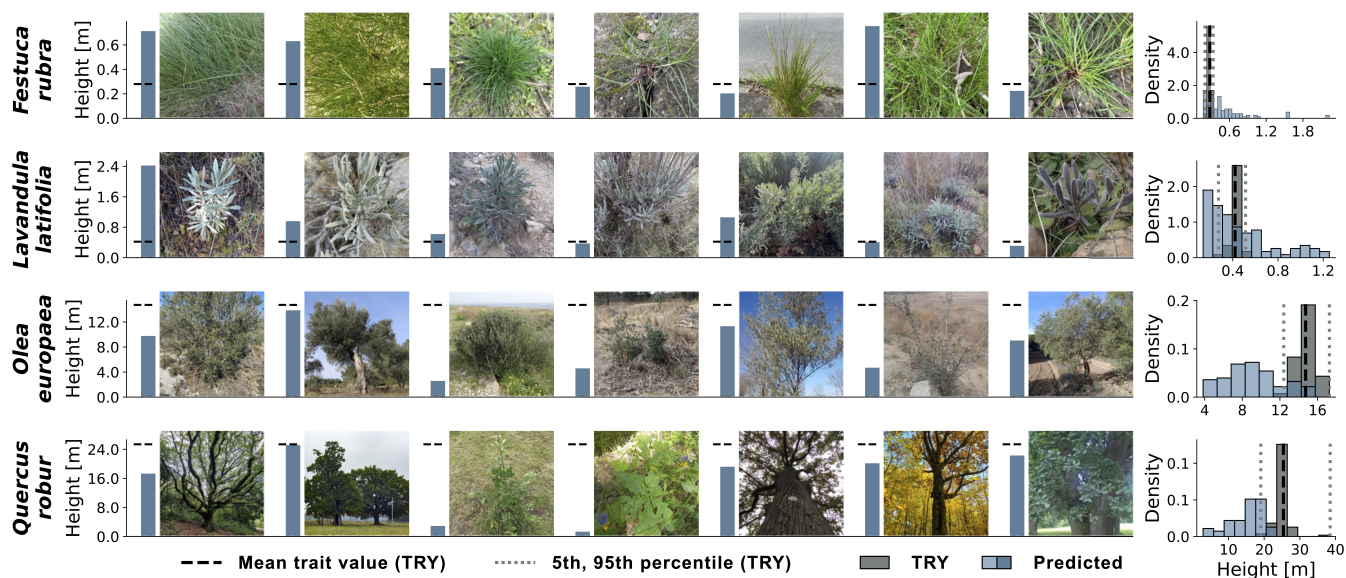 Festuca
rubra
Height [m]
0.6
0.4
0.2
0.0
Density
4.0
2.0
0.0
0.6 1.2 1.8
Lavandula
latifolia
Height [m]
2.4
1.6
0.8
0.0
Density
2.0
1.0
0.0
0.4 0.8 1.2
Olea
europaea
Height [m]
12.0
8.0
4.0
0.0
Density
0.2
0.1
0.0
4 8 12 16
Quercus
robur
Height [m]
24.0
16.0
8.0
0.0
Density
0.1
0.1
0.0
10 20 30 40
Height [m]
Mean trait value (TRY) 5th, 95th percentile (TRY) TRY Predicted